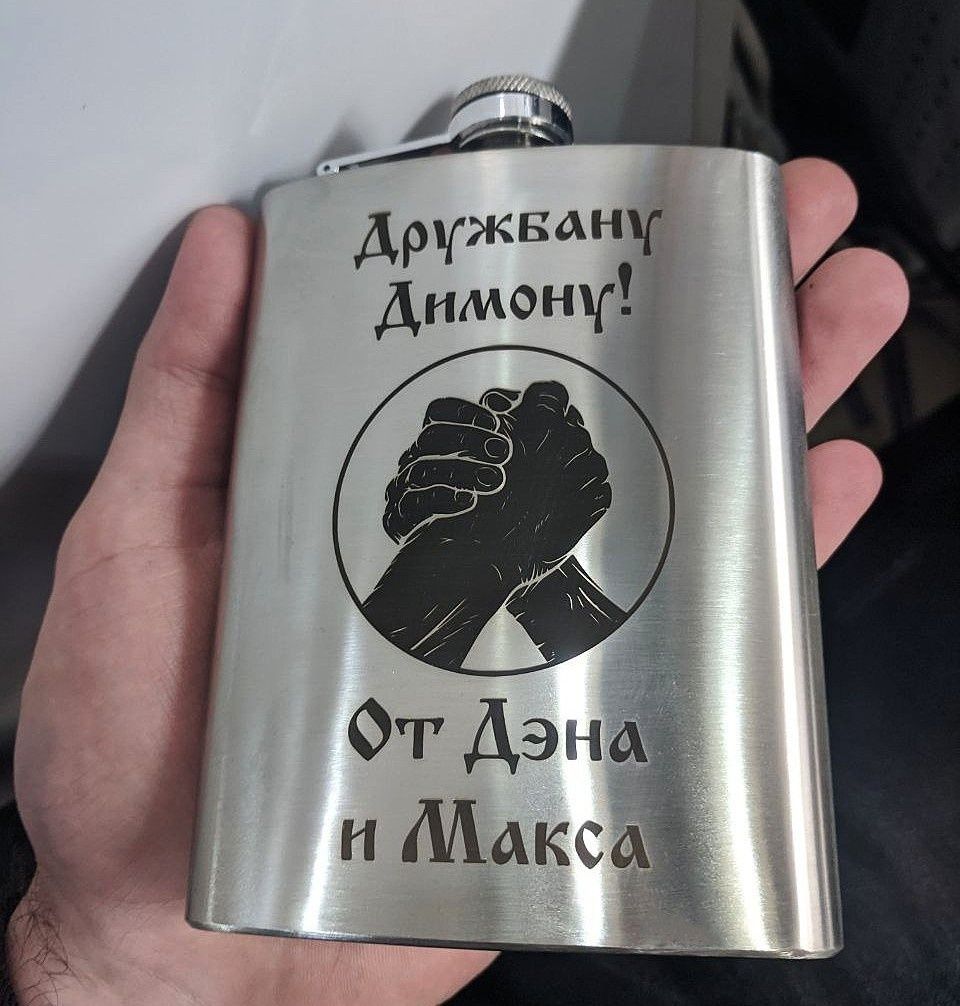 Дружбану
Димону!
От Дэна
и Макса